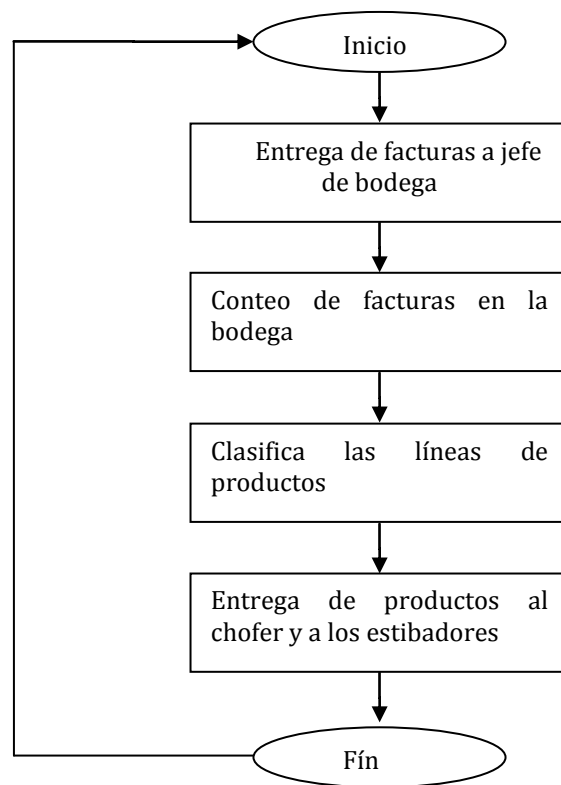 Inicio
Entrega de facturas a jefe
de bodega
Conteo de facturas en la
bodega
Clasifica las líneas de
productos
Entrega de productos al
chofer y a los estibadores
Fín